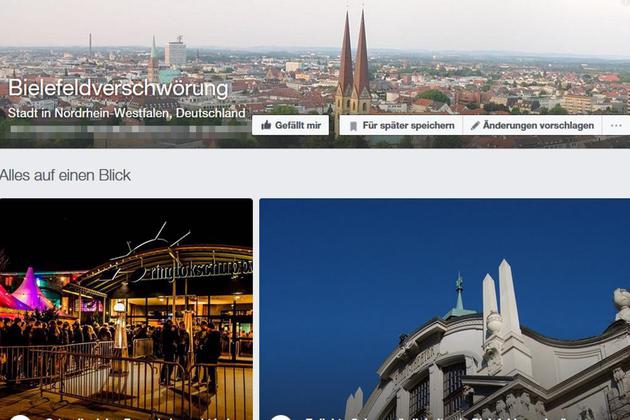 Bielefeldverschwörung
Stadt in Nordrhein-Westfalen, Deutschland
Gefällt mir
Für später speichern
Änderungen vorschlagen
Alles auf einen Blick
Ringlokschuppen